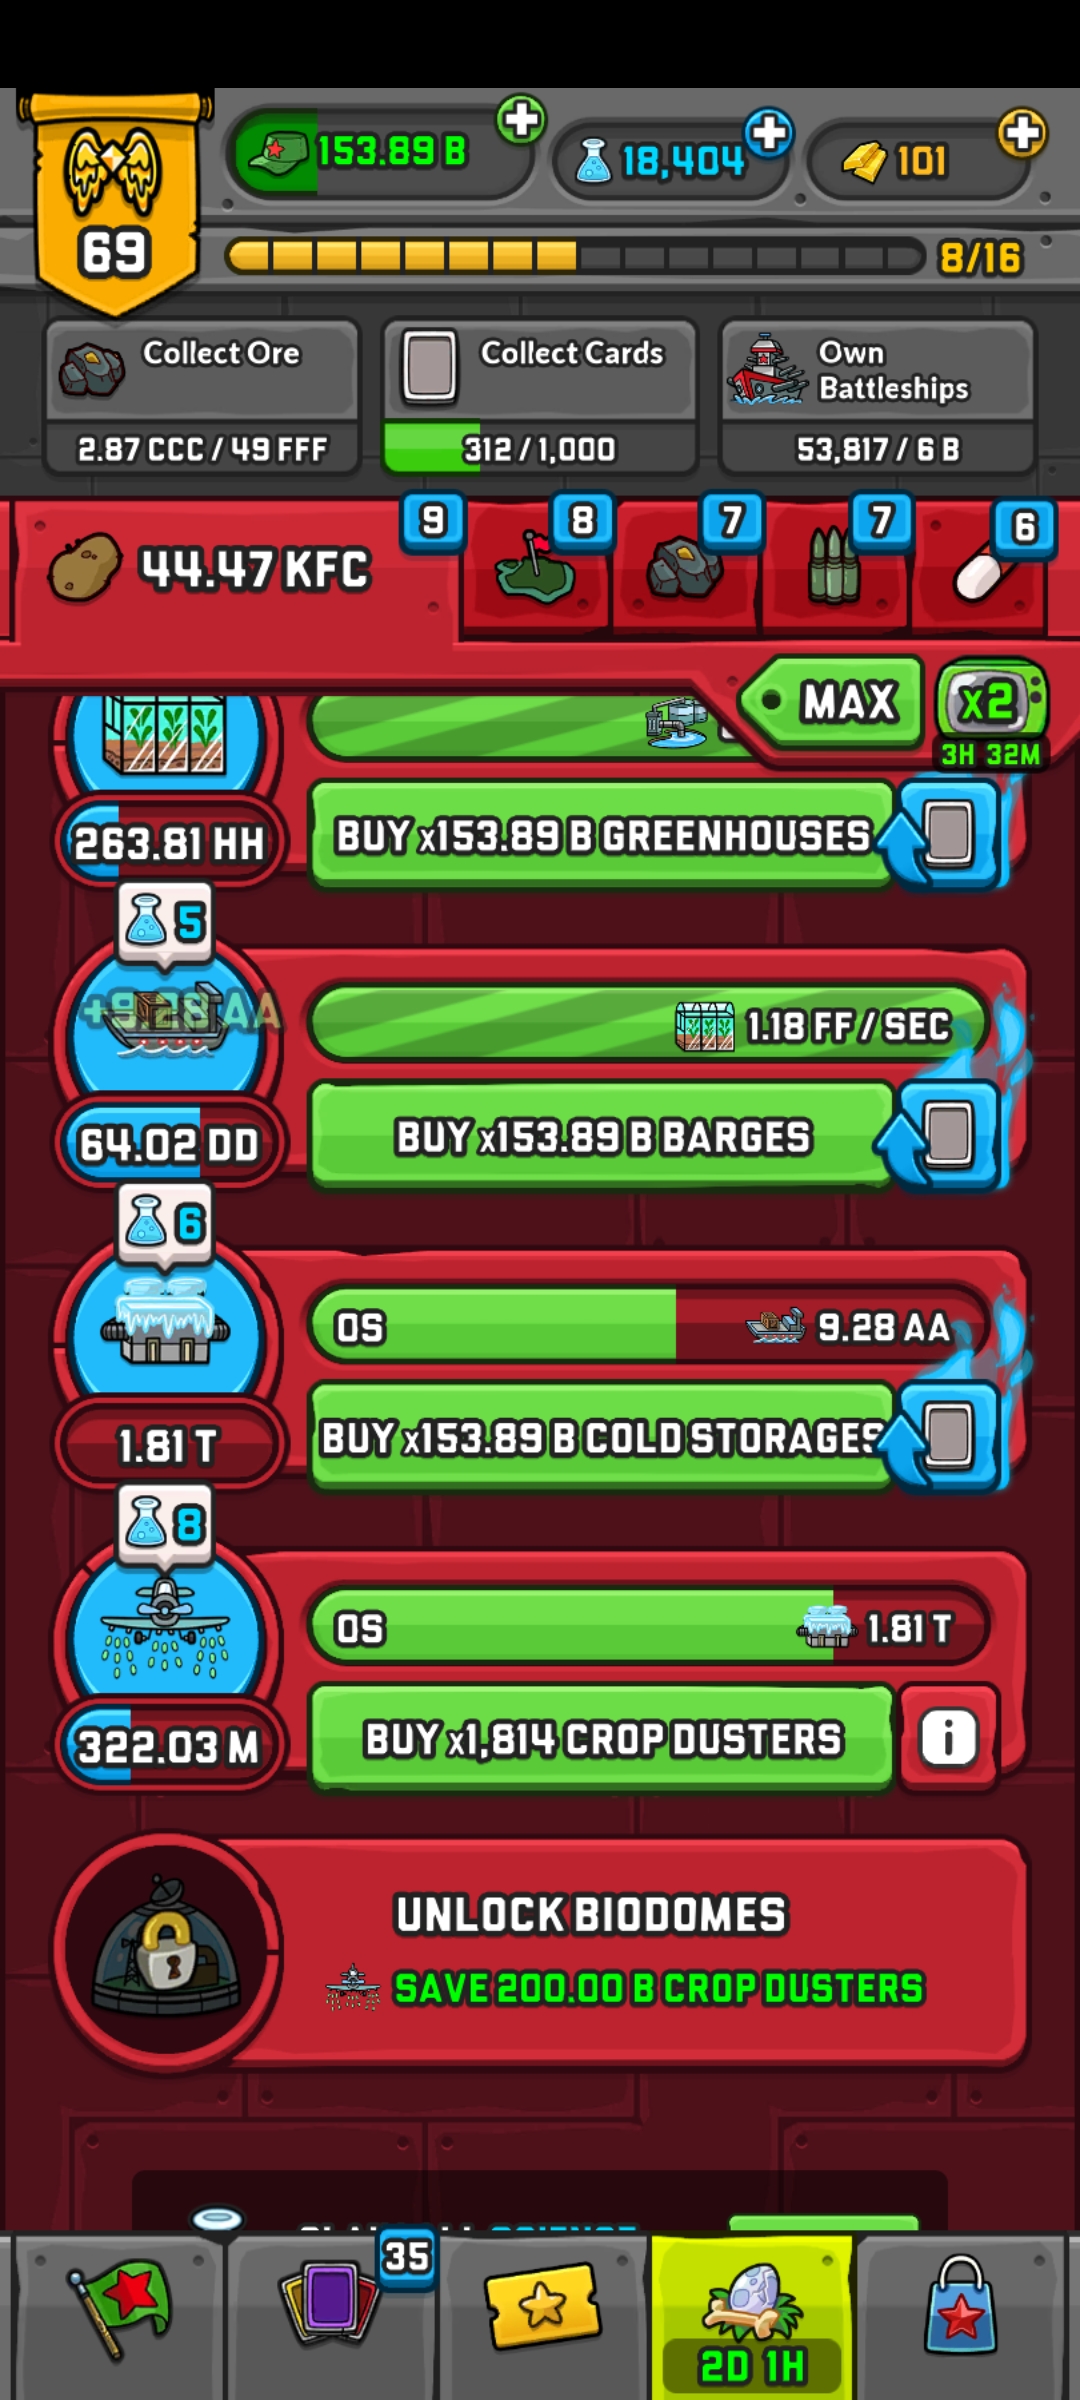 69
153.89 B
18,404
101
8/16
Collect Ore
2.87 CCC / 49 FFF
Collect Cards
312 / 1,000
Own
Battleships
53,817 / 6 B
44.47 KFC
9
8
7
7
6
MAX
x2
3H 32M
263.81 HH
BUY x153.89 B GREENHOUSES
5
+9.28 AA
1.18 FF / SEC
64.02 DD
BUY x153.89 B BARGES
6
0S
9.28 AA
1.81 T
BUY x153.89 B COLD STORAGES
8
0S
1.81 T
322.03 M
BUY x1,814 CROP DUSTERS
i
UNLOCK BIODOMES
SAVE 200.00 B CROP DUSTERS
35
2D 1H